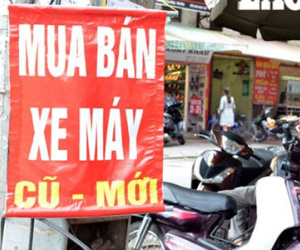 MUA BÁN
XE MÁY
CŨ - MỚI